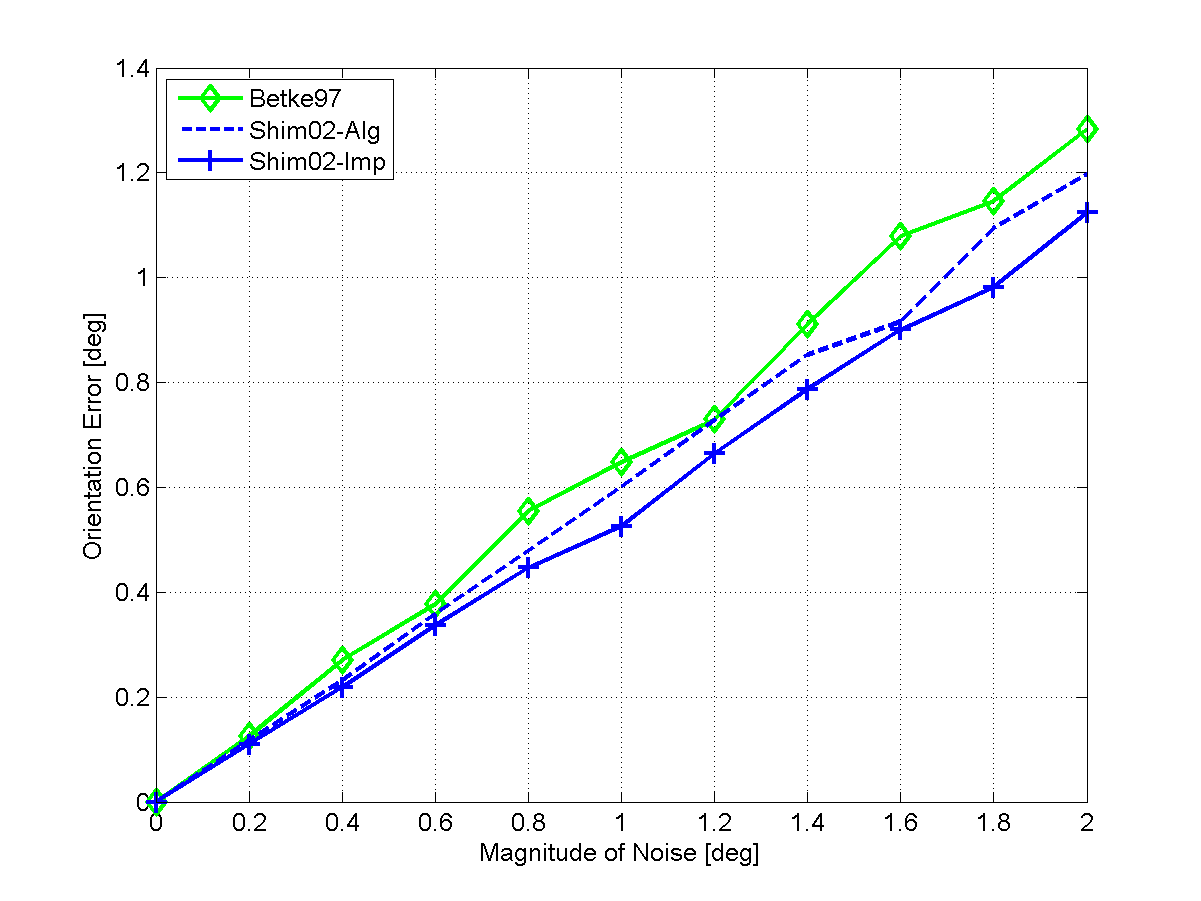 1.4
1.2
1
0.8
0.6
0.4
0.2
0
Betke97
Shim02-Alg
Shim02-Imp
Orientation Error [deg]
0 0.2 0.4 0.6 0.8 1 1.2 1.4 1.6 1.8 2
Magnitude of Noise [deg]